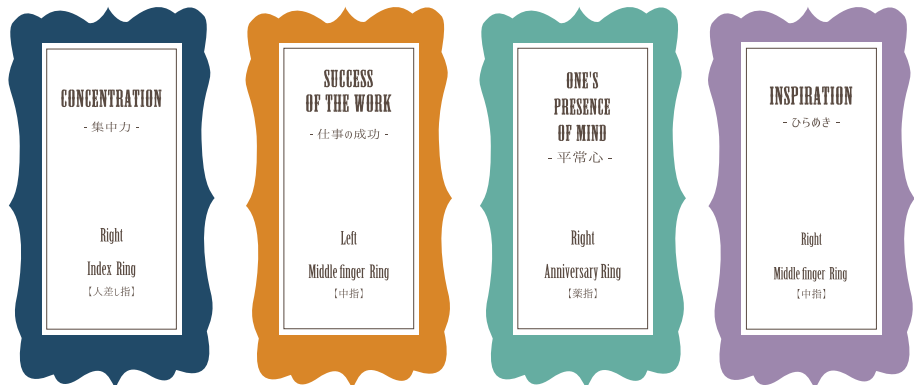 CONCENTRATION
- 集中力 -
Right
Index Ring
【人差し指】
SUCCESS
OF THE WORK
- 仕事の成功 -
Left
Middle finger Ring
【中指】
ONE'S
PRESENCE
OF MIND
- 平常心 -
Right
Anniversary Ring
【薬指】
INSPIRATION
- ひらめき -
Right
Middle finger Ring
【中指】